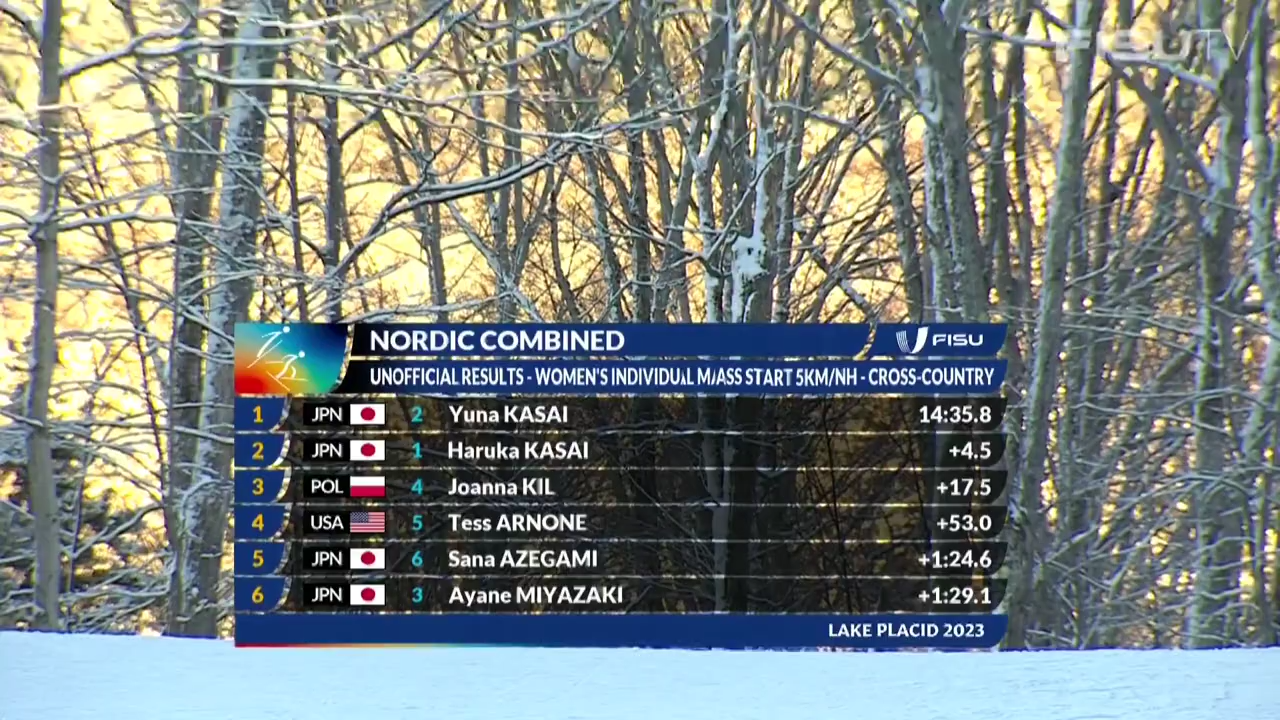 FISU TV
NORDIC COMBINED
FISU
UNOFFICIAL RESULTS - WOMEN'S INDIVIDUAL MASS START 5KM/NH - CROSS-COUNTRY
1 JPN 2 Yuna KASAI 14:35.8
2 JPN 1 Haruka KASAI +4.5
3 POL 4 Joanna KIL +17.5
4 USA 5 Tess ARNONE +53.0
5 JPN 6 Sana AZEGAMI +1:24.6
6 JPN 3 Ayane MIYAZAKI +1:29.1
LAKE PLACID 2023